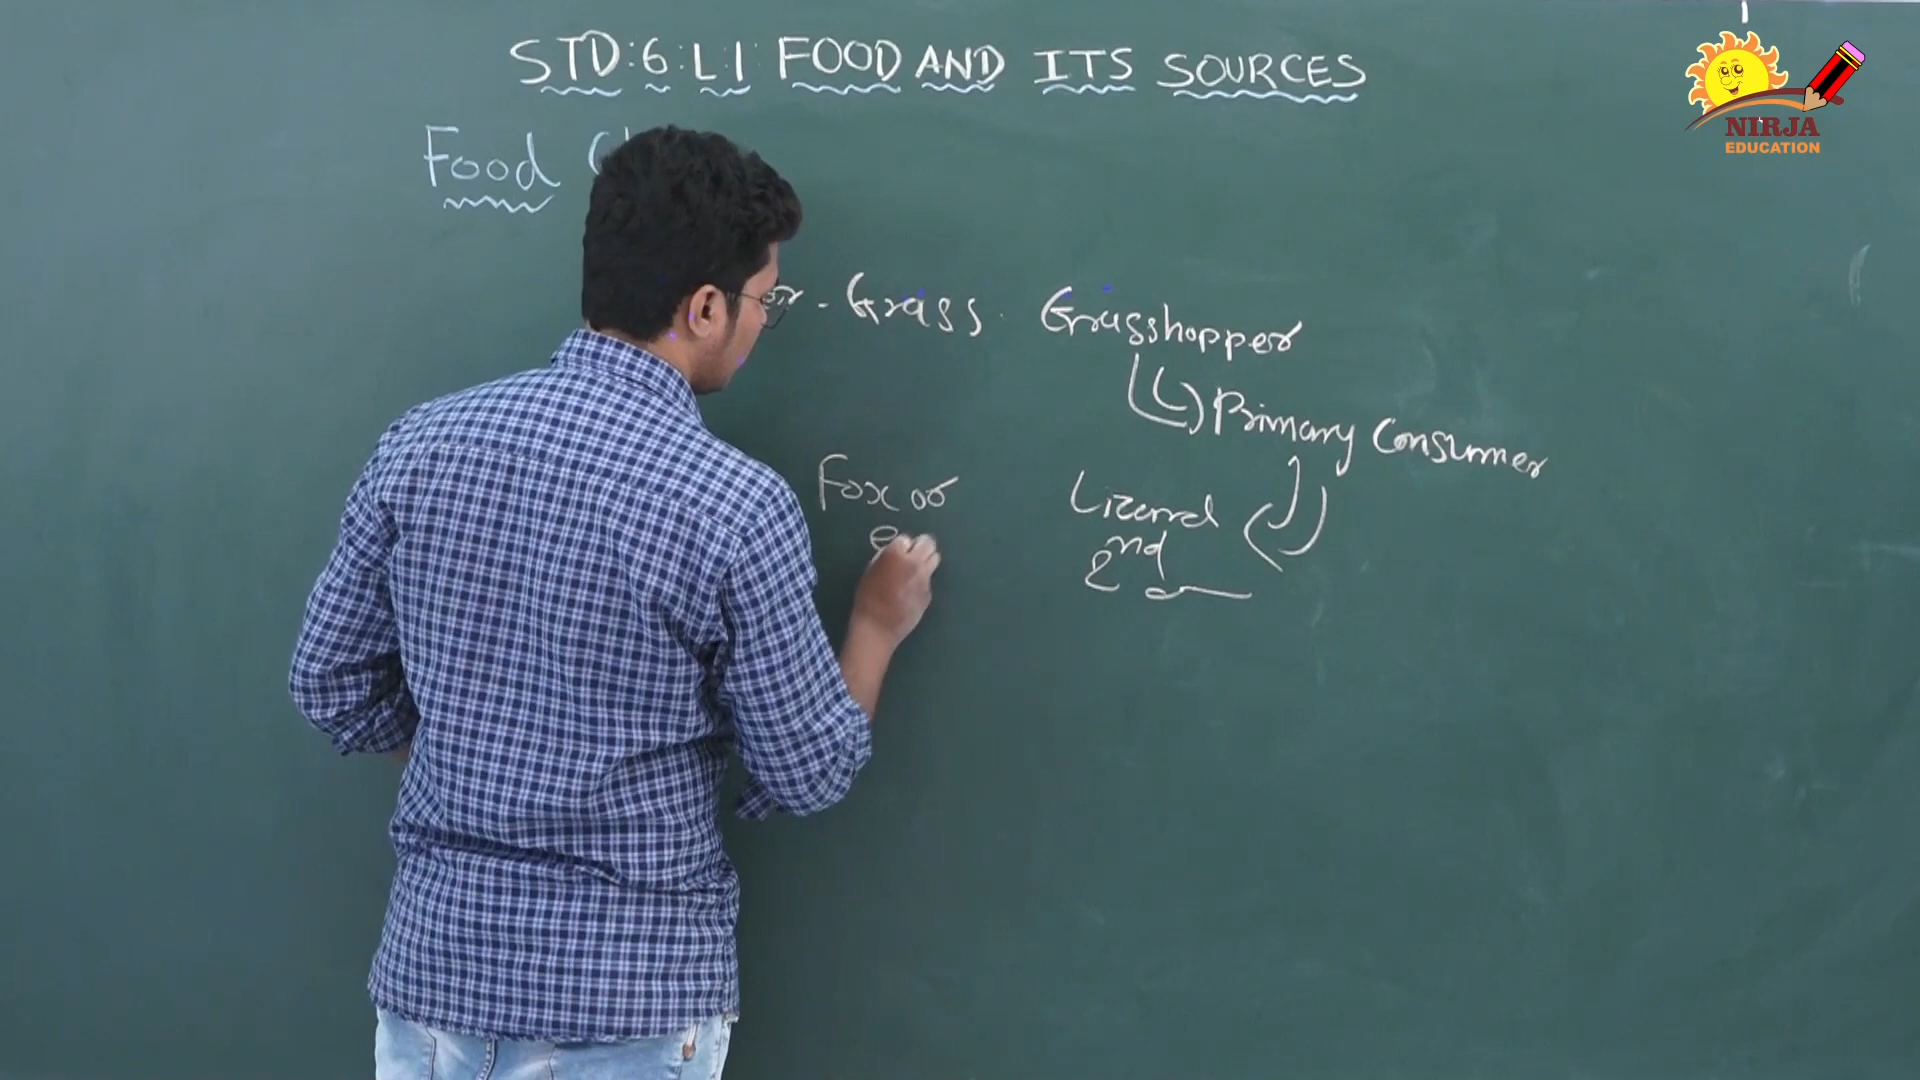 STD:6:L1: FOOD AND ITS SOURCES
NIRJA
EDUCATION
Food
- Grass. Grasshopper
Primary Consumer
Fox or
Lizard
2nd